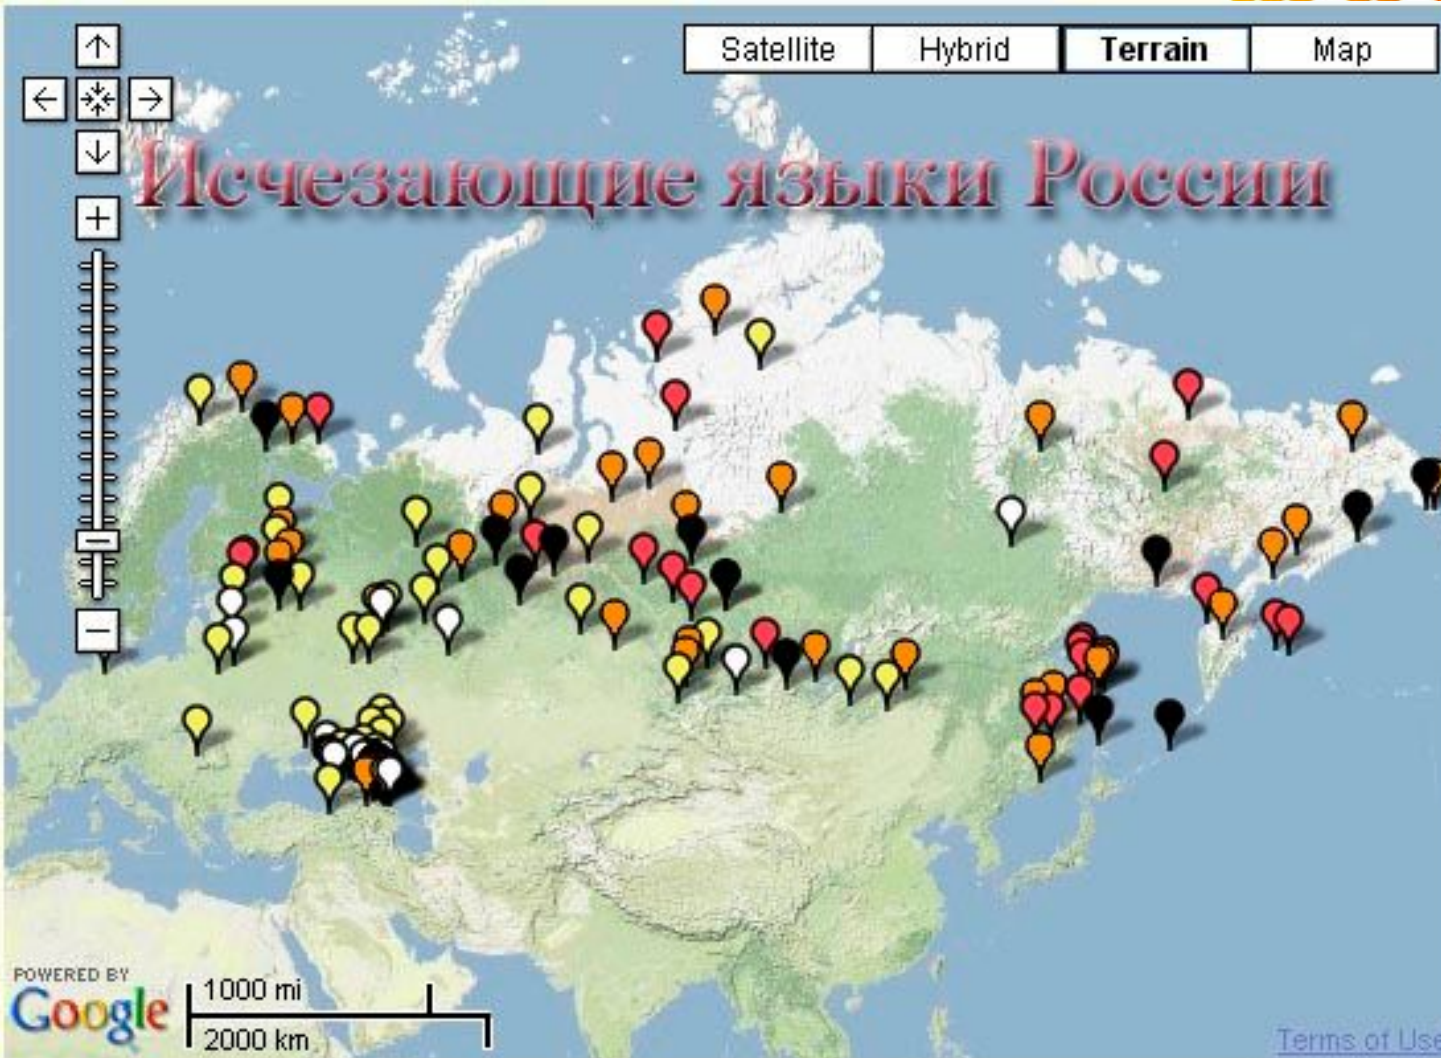 Satellite Hybrid Terrain Map
Исчезающие языки России
POWERED BY
Google
1000 mi
2000 km
Terms of Use